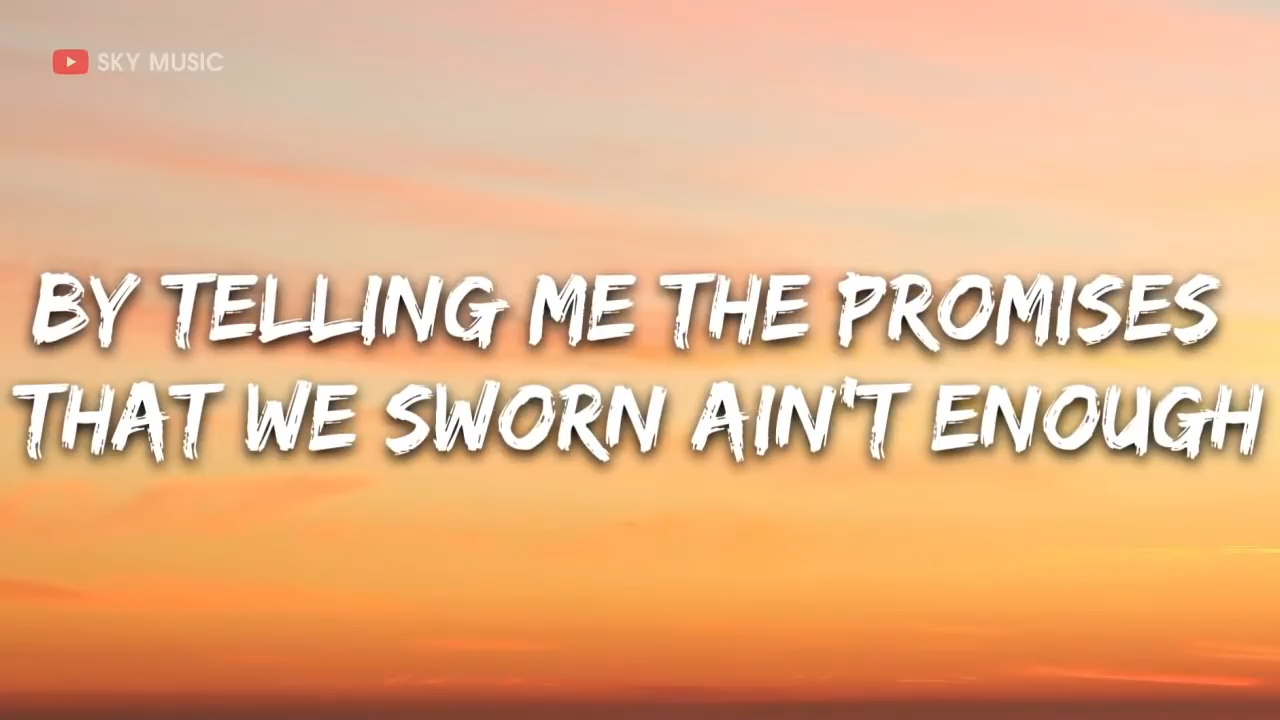 SKY MUSIC
BY TELLING ME THE PROMISES
THAT WE SWORN AIN'T ENOUGH